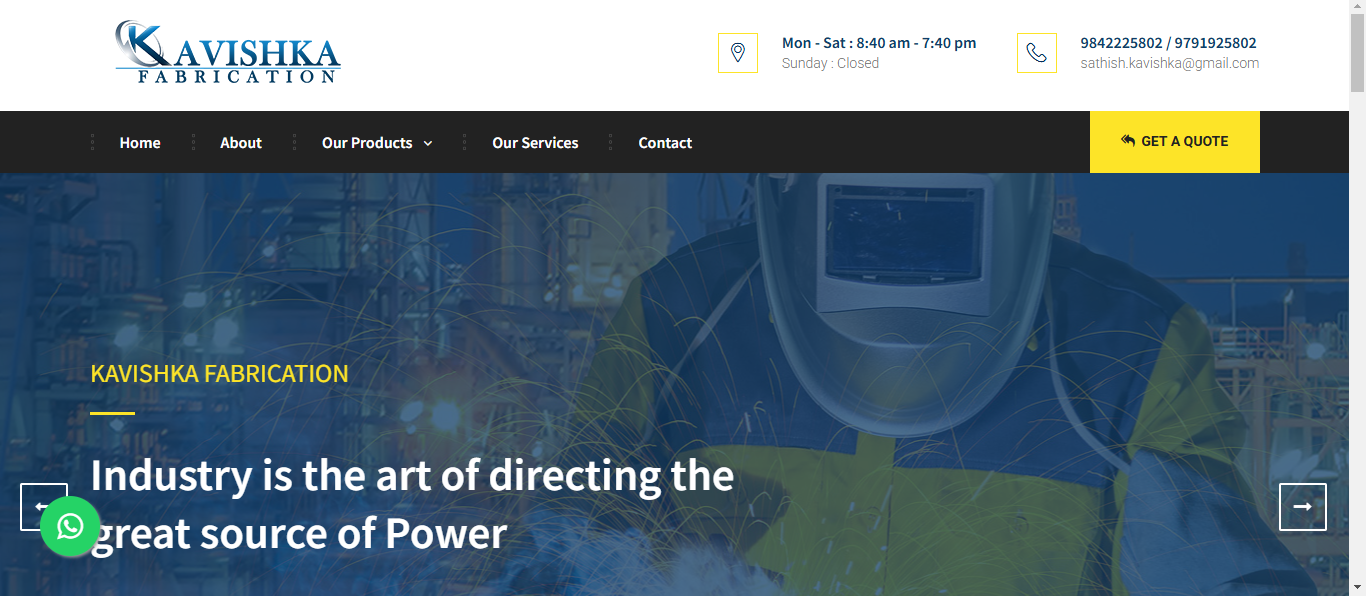 KAVISHKA
FABRICATION
Mon - Sat : 8:40 am - 7:40 pm
Sunday : Closed
9842225802 / 9791925802
sathish.kavishka@gmail.com
Home
About
Our Products
Our Services
Contact
GET A QUOTE
KAVISHKA FABRICATION
Industry is the art of directing the
great source of Power